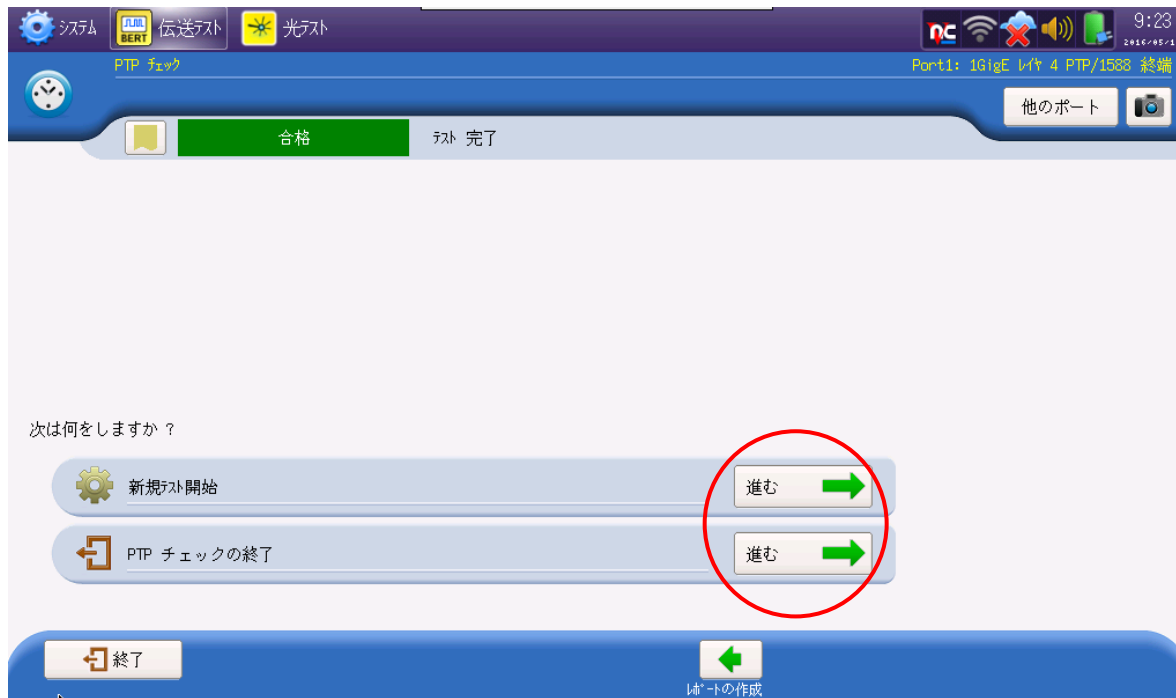 システム
BERT
伝送テスト
光テスト
9:23
PTP チェック
Port1: 1GigE レイヤ 4 PTP/1588 終端
他のポート
合格
テスト 完了
次は何をしますか ?
新規テスト開始
進む
PTP チェックの終了
進む
終了
レポートの作成